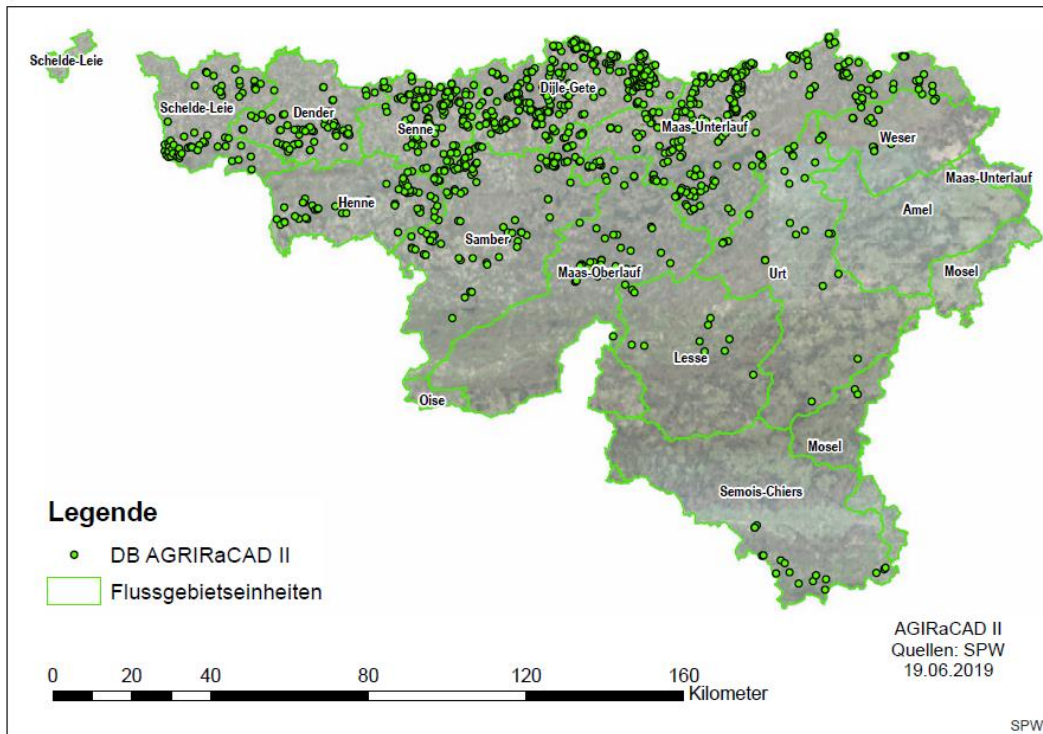 Schelde-Leie
Schelde-Leie
Dender
Senne
Dijle-Gete
Maas-Unterlauf
Weser
Maas-Unterlauf
Henne
Amel
Samber
Maas-Oberlauf
Urt
Mosel
Lesse
Oise
Mosel
Semois-Chiers
Legende
DB AGRIRaCAD II
Flussgebietseinheiten
AGIRaCAD II
Quellen: SPW
19.06.2019
0 20 40 80 120 160
Kilometer
SPW